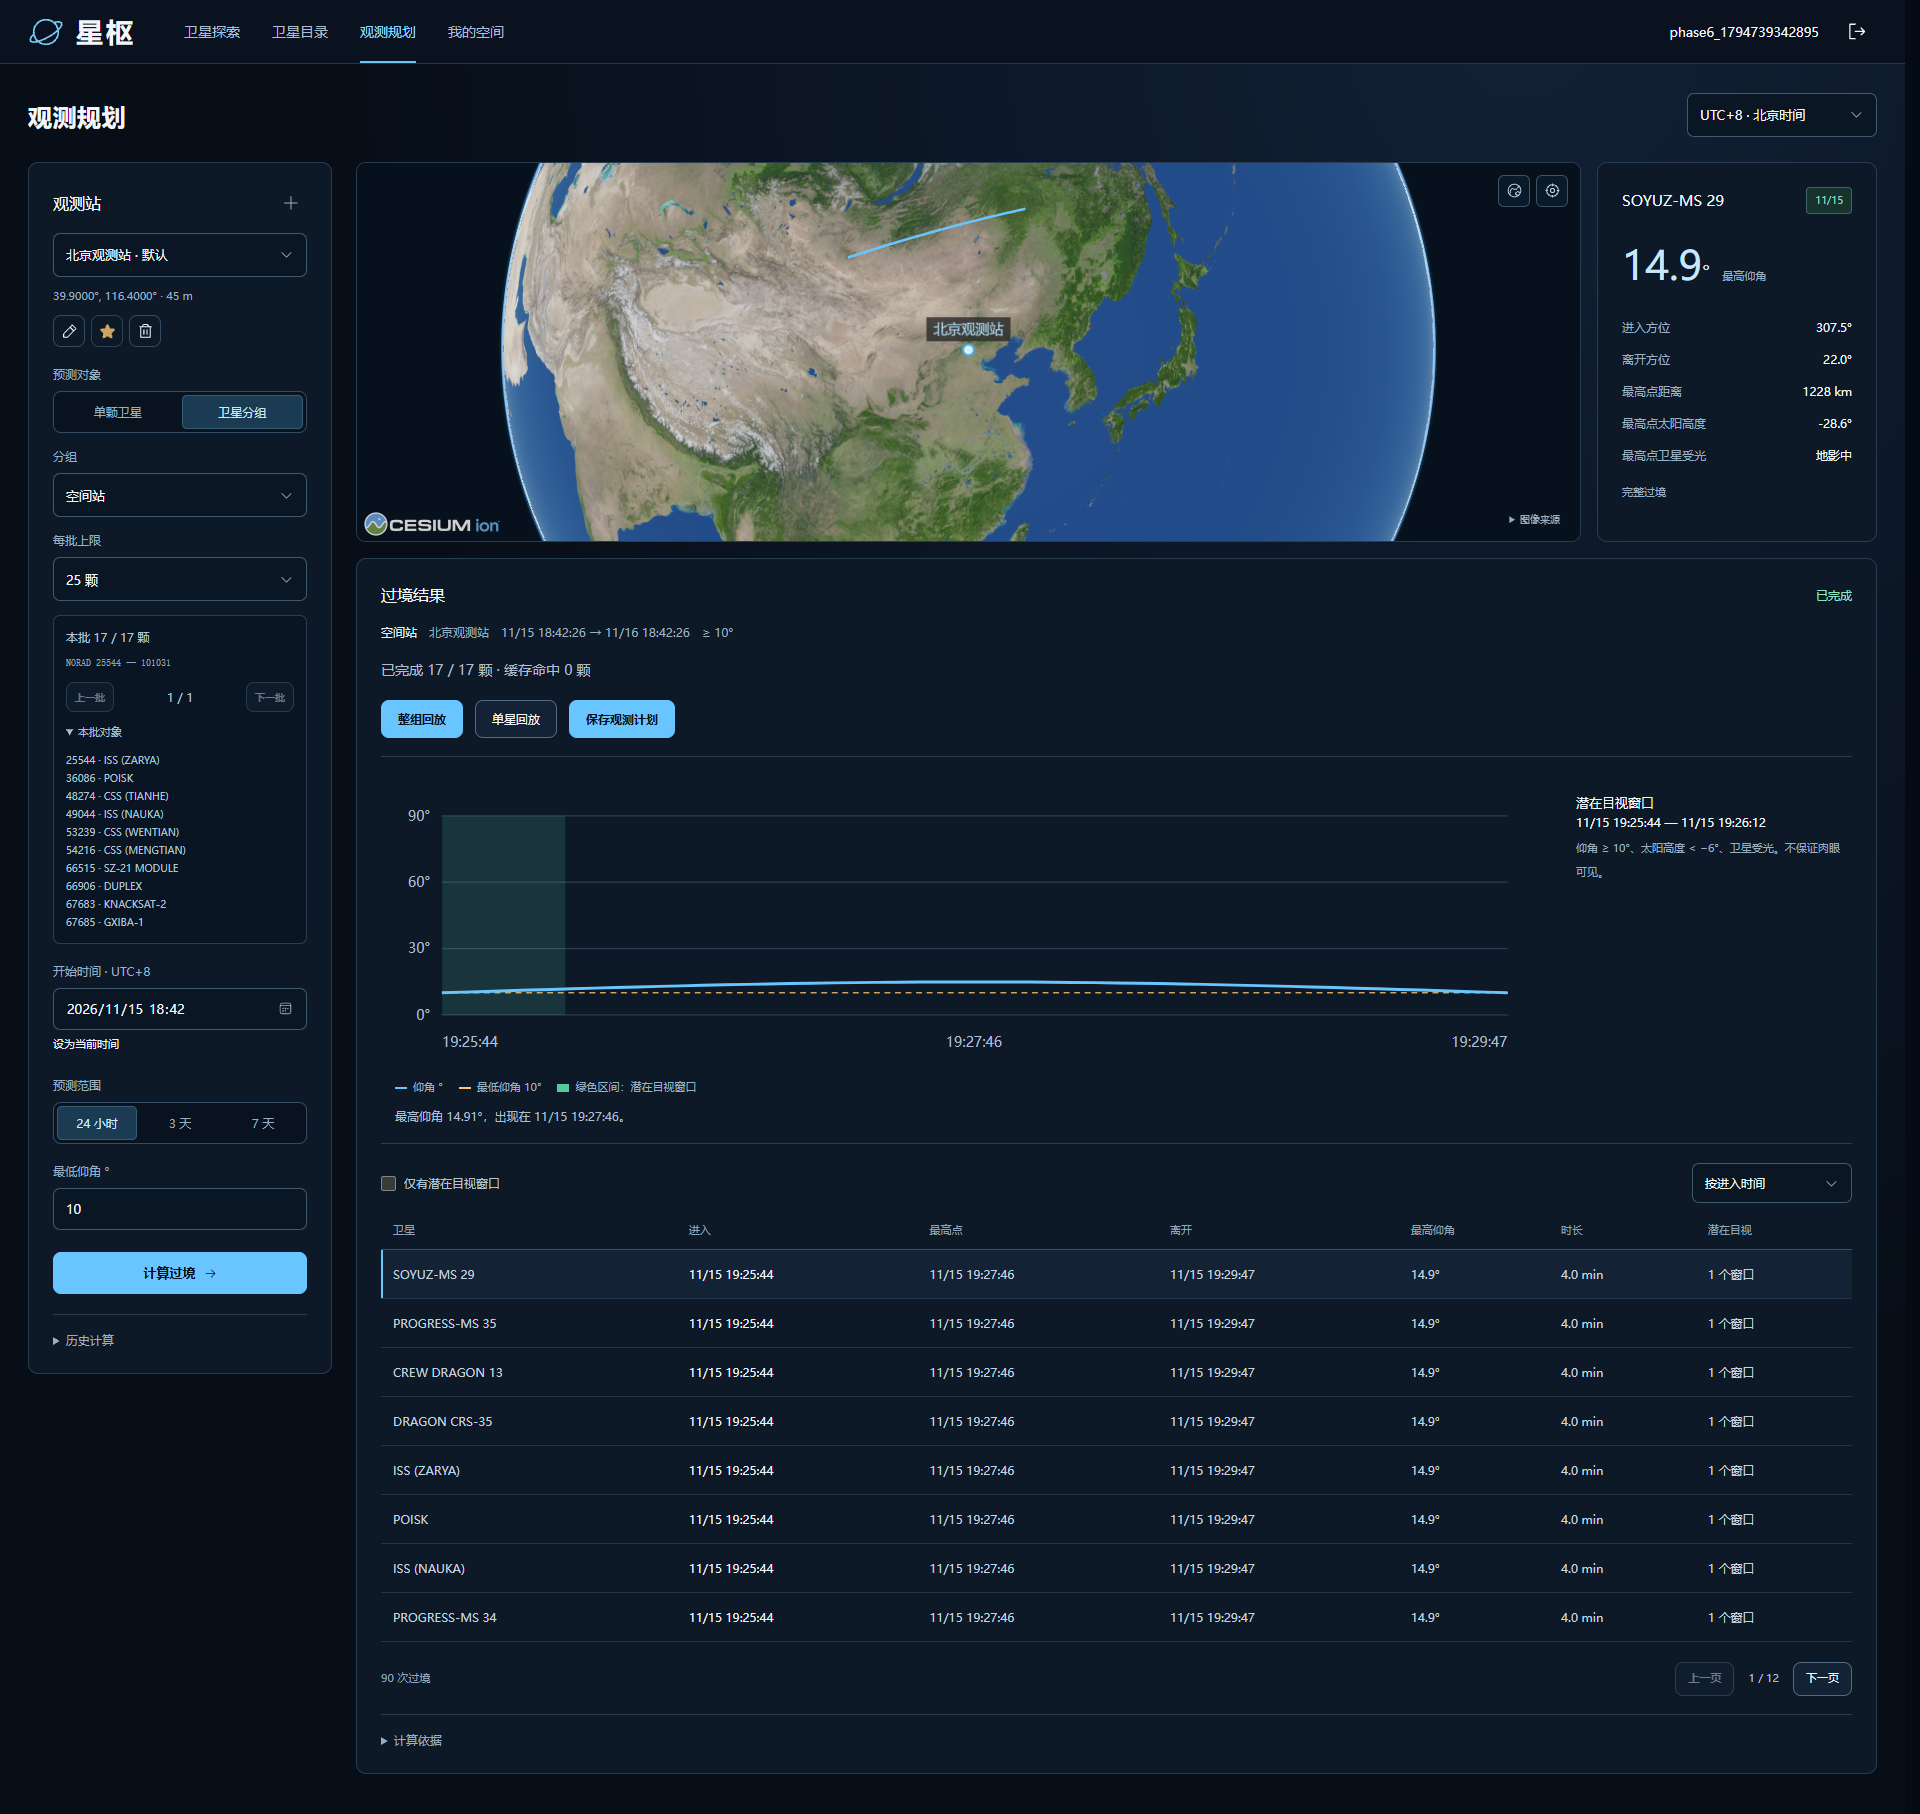 星枢
卫星探索 卫星目录 观测规划 我的空间
phase6_1794739342895
观测规划
UTC+8 · 北京时间
观测站
北京观测站 · 默认
39.9000°, 116.4000° · 45 m
预测对象
单颗卫星 卫星分组
分组
空间站
每批上限
25 颗
本批 17 / 17 颗
NORAD 25544 — 101031
上一批 1 / 1 下一批
▼ 本批对象
25544 · ISS (ZARYA)
36086 · POISK
48274 · CSS (TIANHE)
49044 · ISS (NAUKA)
53239 · CSS (WENTIAN)
54216 · CSS (MENGTIAN)
66515 · SZ-21 MODULE
66906 · DUPLEX
67683 · KNACKSAT-2
67685 · GXIBA-1
开始时间 · UTC+8
2026/11/15 18:42
设为当前时间
预测范围
24 小时 3 天 7 天
最低仰角 °
10
计算过境 →
▶ 历史计算
北京观测站
CESIUM ion
▶ 图像来源
SOYUZ-MS 29
11/15
14.9° 最高仰角
进入方位 307.5°
离开方位 22.0°
最高点距离 1228 km
最高点太阳高度 -28.6°
最高点卫星受光 地影中
完整过境
过境结果
已完成
空间站 北京观测站 11/15 18:42:26 → 11/16 18:42:26 ≥ 10°
已完成 17 / 17 颗 · 缓存命中 0 颗
整组回放 单星回放 保存观测计划
90°
60°
30°
0°
19:25:44 19:27:46 19:29:47
潜在目视窗口
11/15 19:25:44 — 11/15 19:26:12
仰角 ≥ 10°、太阳高度 < −6°、卫星受光。不保证肉眼
可见。
仰角 ° 最低仰角 10° 绿色区间：潜在目视窗口
最高仰角 14.91°，出现在 11/15 19:27:46。
仅有潜在目视窗口
按进入时间
卫星 进入 最高点 离开 最高仰角 时长 潜在目视
SOYUZ-MS 29 11/15 19:25:44 11/15 19:27:46 11/15 19:29:47 14.9° 4.0 min 1 个窗口
PROGRESS-MS 35 11/15 19:25:44 11/15 19:27:46 11/15 19:29:47 14.9° 4.0 min 1 个窗口
CREW DRAGON 13 11/15 19:25:44 11/15 19:27:46 11/15 19:29:47 14.9° 4.0 min 1 个窗口
DRAGON CRS-35 11/15 19:25:44 11/15 19:27:46 11/15 19:29:47 14.9° 4.0 min 1 个窗口
ISS (ZARYA) 11/15 19:25:44 11/15 19:27:46 11/15 19:29:47 14.9° 4.0 min 1 个窗口
POISK 11/15 19:25:44 11/15 19:27:46 11/15 19:29:47 14.9° 4.0 min 1 个窗口
ISS (NAUKA) 11/15 19:25:44 11/15 19:27:46 11/15 19:29:47 14.9° 4.0 min 1 个窗口
PROGRESS-MS 34 11/15 19:25:44 11/15 19:27:46 11/15 19:29:47 14.9° 4.0 min 1 个窗口
90 次过境
上一页 1 / 12 下一页
▶ 计算依据